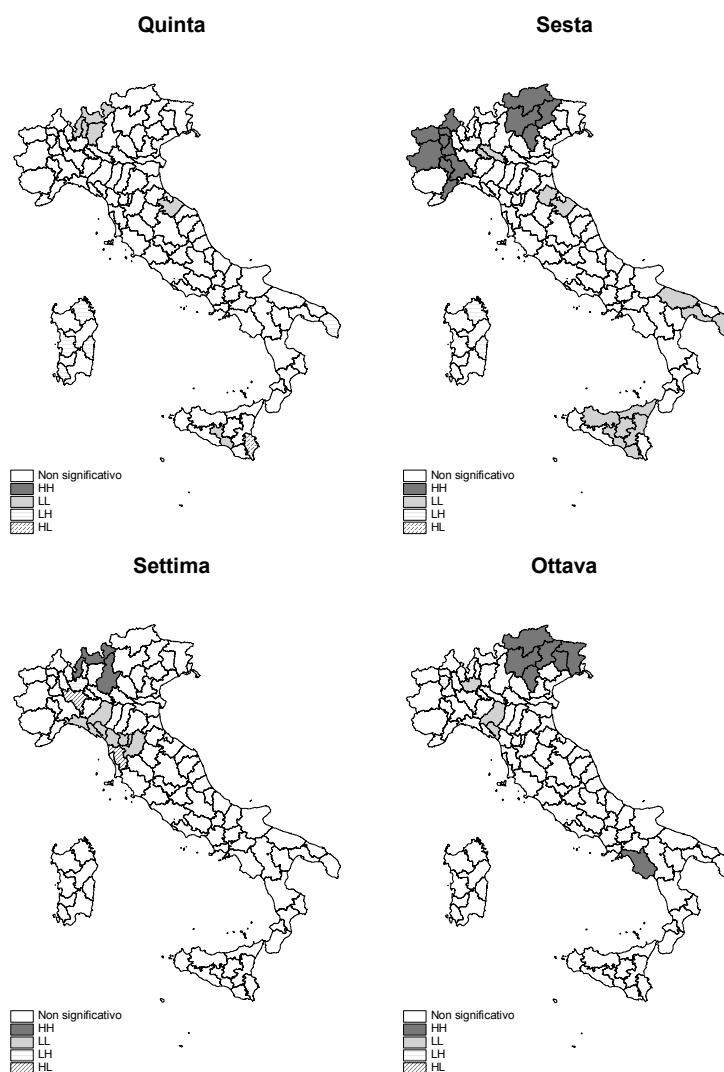 Quinta
Sesta
Non significativo
HH
LL
LH
HL
Non significativo
HH
LL
LH
HL
Settima
Ottava
Non significativo
HH
LL
LH
HL
Non significativo
HH
LL
LH
HL